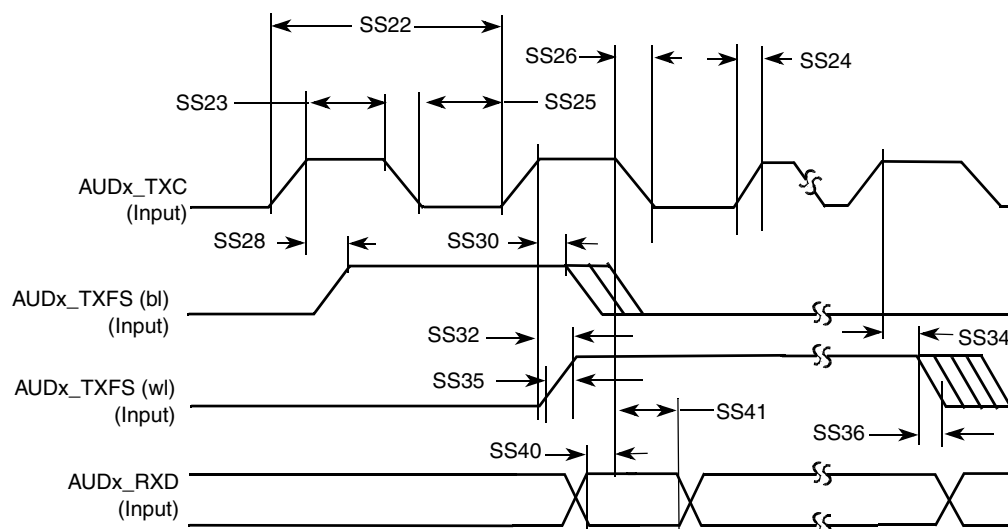 SS22
SS26
SS24
SS23
SS25
AUDx_TXC
(Input)
SS28
SS30
AUDx_TXFS (bl)
(Input)
SS32
SS34
AUDx_TXFS (wl)
(Input)
SS35
SS41
SS36
SS40
AUDx_RXD
(Input)